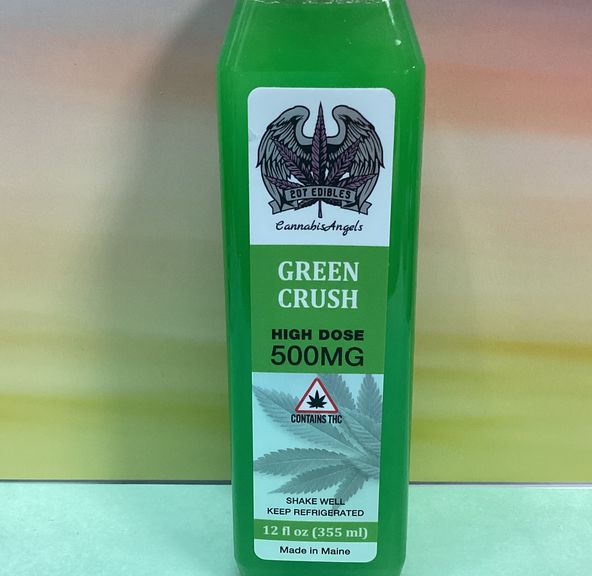 207 EDIBLES
CannabisAngels
GREEN
CRUSH
HIGH DOSE
500MG
CONTAINS THC
SHAKE WELL
KEEP REFRIGERATED
12 fl oz (355 ml)
Made in Maine